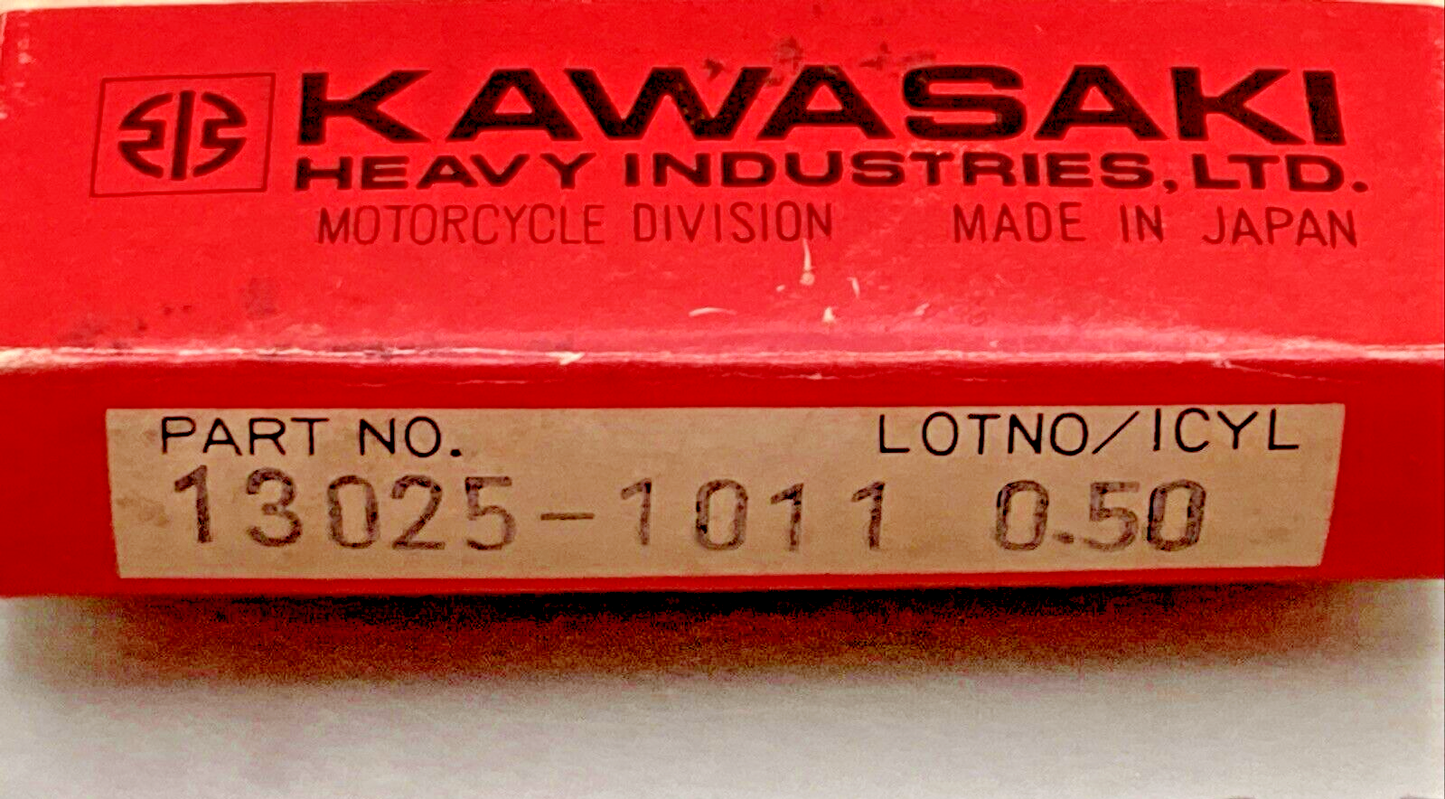 KAWASAKI
HEAVY INDUSTRIES, LTD.
MOTORCYCLE DIVISION MADE IN JAPAN
PART NO. LOTNO/ICYL
13025-1011 0.50